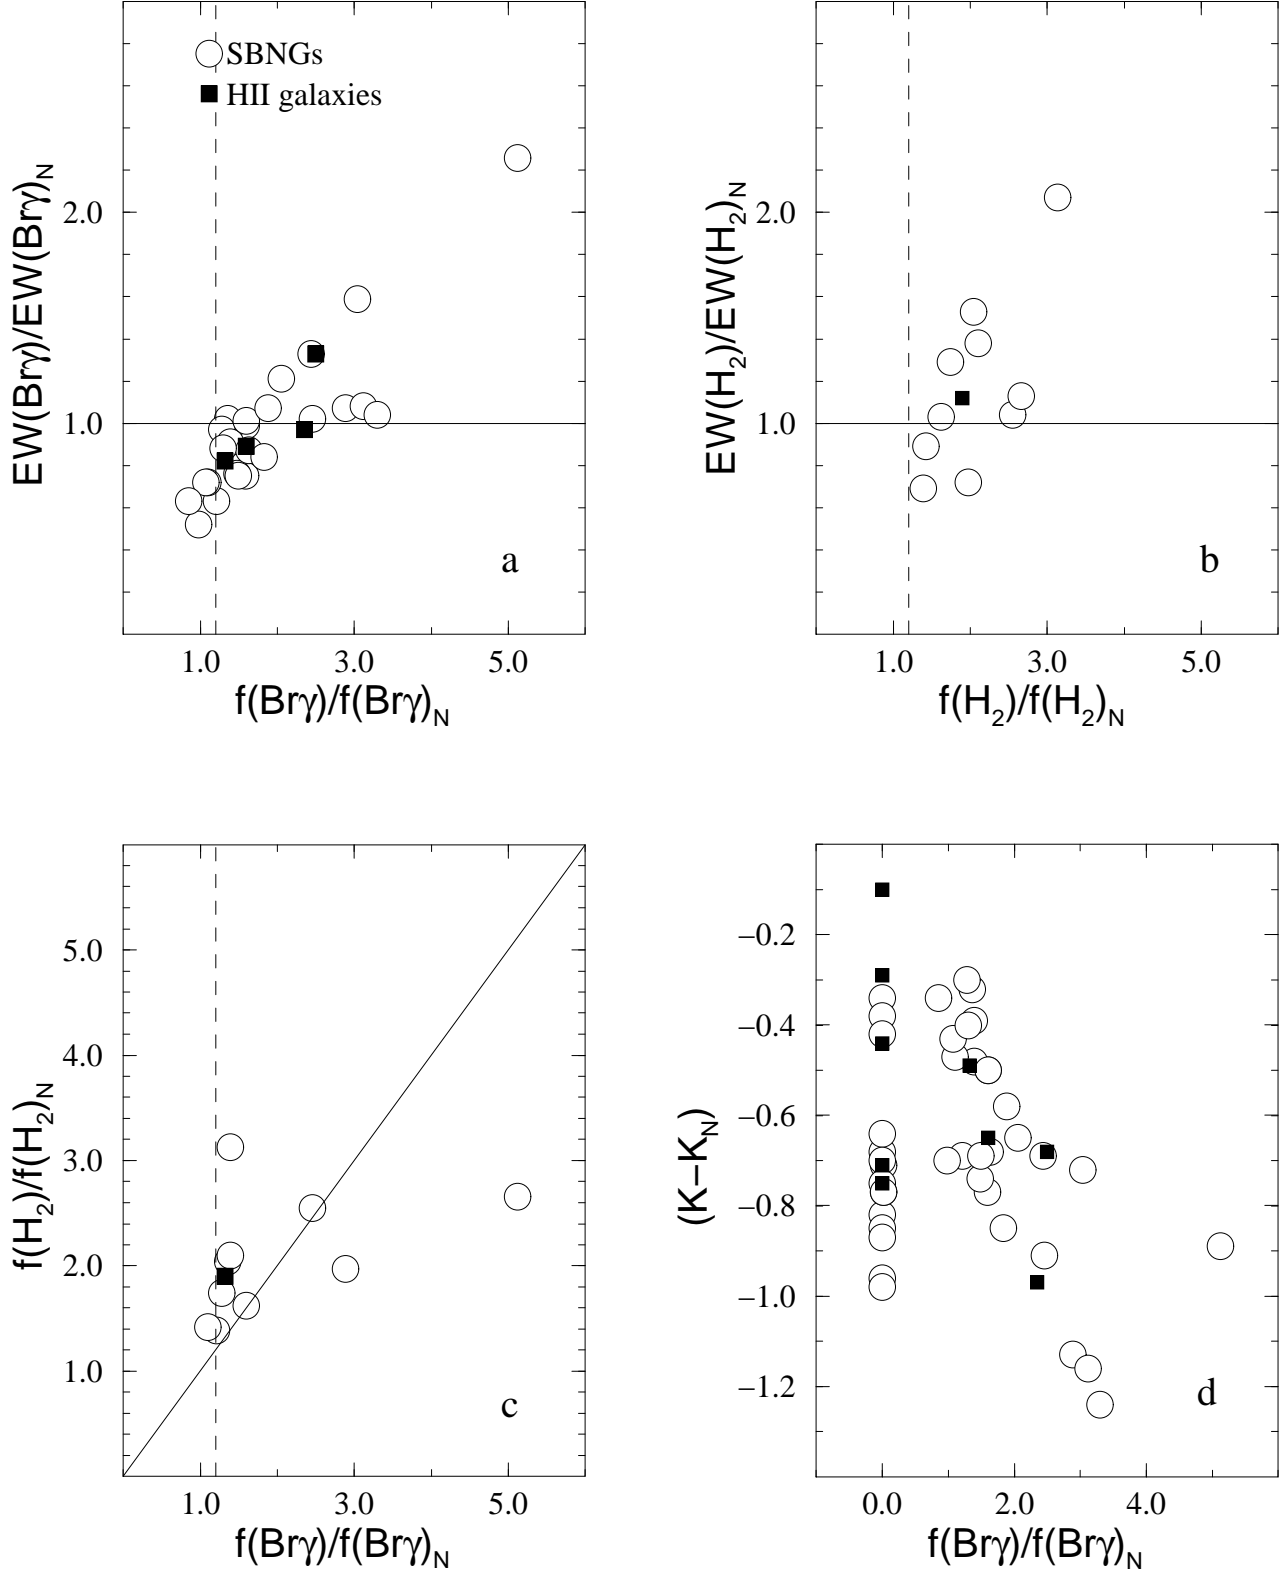 SBNGs
HII galaxies
EW(Brγ)/EW(Brγ)N
2.0
1.0
a
1.0 3.0 5.0
f(Brγ)/f(Brγ)N
EW(H2)/EW(H2)N
2.0
1.0
b
1.0 3.0 5.0
f(H2)/f(H2)N
f(H2)/f(H2)N
5.0
4.0
3.0
2.0
1.0
c
1.0 3.0 5.0
f(Brγ)/f(Brγ)N
(K−KN)
−0.2
−0.4
−0.6
−0.8
−1.0
−1.2
d
0.0 2.0 4.0
f(Brγ)/f(Brγ)N